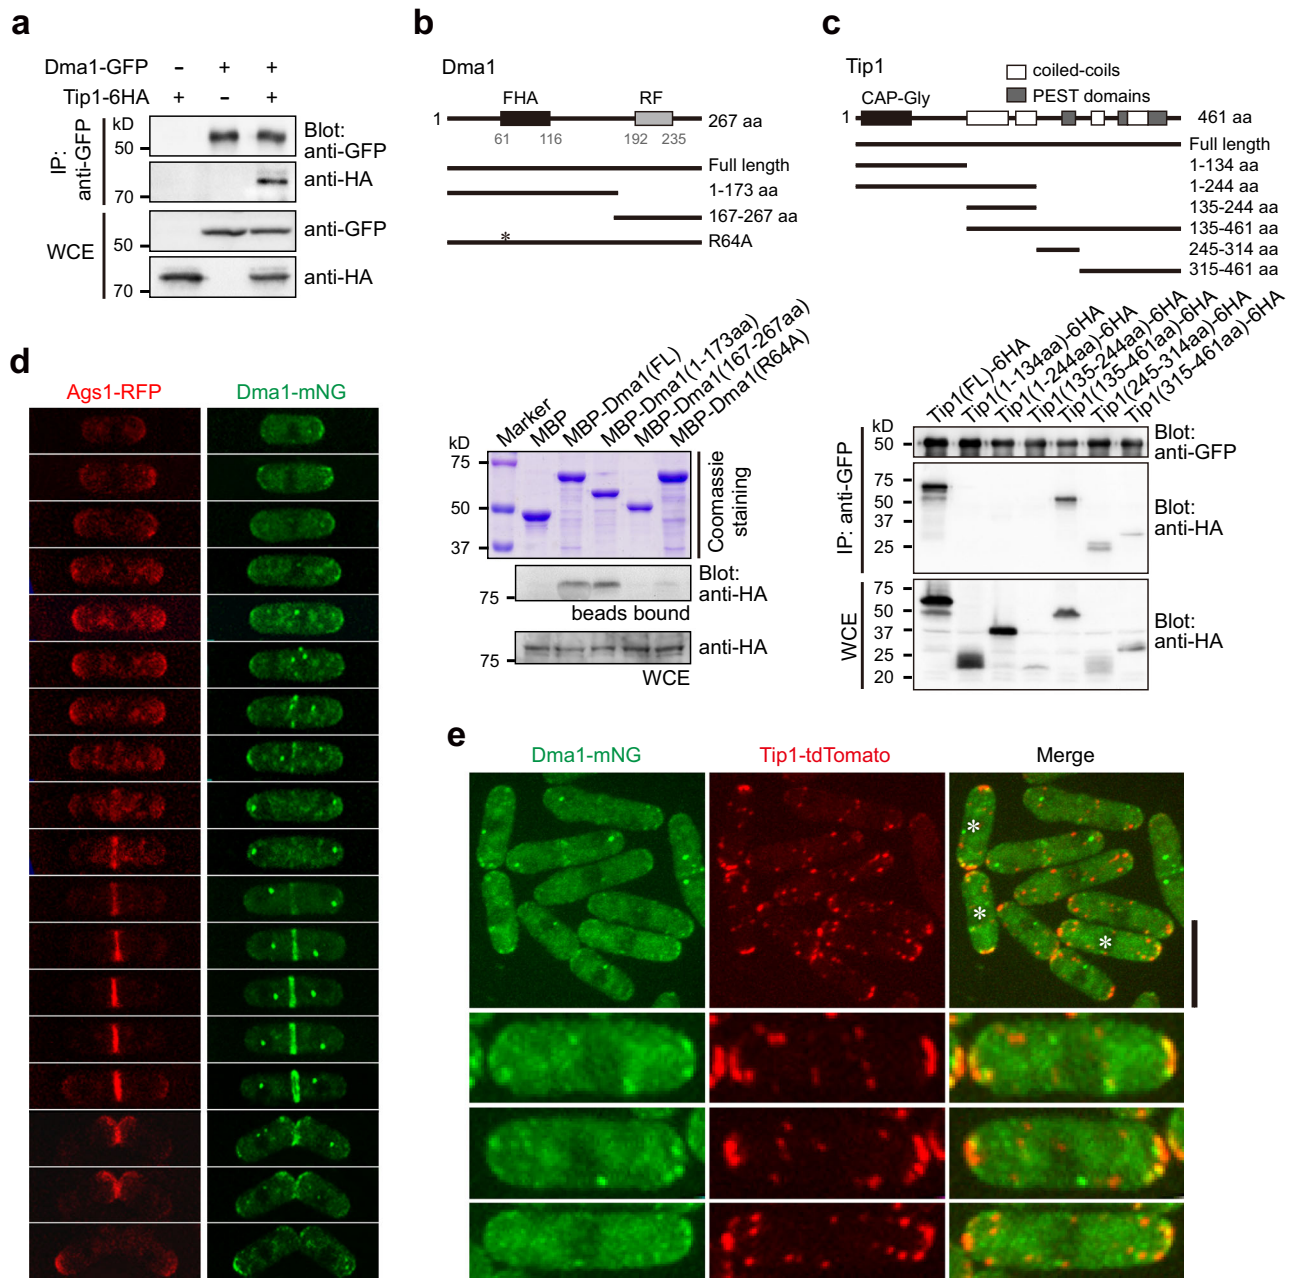 a
Dma1-GFP - + +
Tip1-6HA + - +
kD
IP: anti-GFP
50
Blot: anti-GFP
70
anti-HA
WCE
50
anti-GFP
70
anti-HA
b
Dma1
FHA
RF
1
267 aa
61
116
192
235
Full length
1-173 aa
167-267 aa
*
R64A
Marker
MBP
MBP-Dma1(FL)
MBP-Dma1(1-173aa)
MBP-Dma1(167-267aa)
MBP-Dma1(R64A)
kD
75
50
37
Coomassie staining
75
Blot: anti-HA
beads bound
75
anti-HA
WCE
c
Tip1
coiled-coils
PEST domains
CAP-Gly
1
461 aa
Full length
1-134 aa
1-244 aa
135-244 aa
135-461 aa
245-314 aa
315-461 aa
Tip1(FL)-6HA
Tip1(1-134aa)-6HA
Tip1(1-244aa)-6HA
Tip1(135-244aa)-6HA
Tip1(135-461aa)-6HA
Tip1(245-314aa)-6HA
Tip1(315-461aa)-6HA
kD
IP: anti-GFP
50
Blot: anti-GFP
75
50
37
25
Blot: anti-HA
WCE
75
50
37
25
20
Blot: anti-HA
d
Ags1-RFP
Dma1-mNG
e
Dma1-mNG
Tip1-tdTomato
Merge
*
*
*